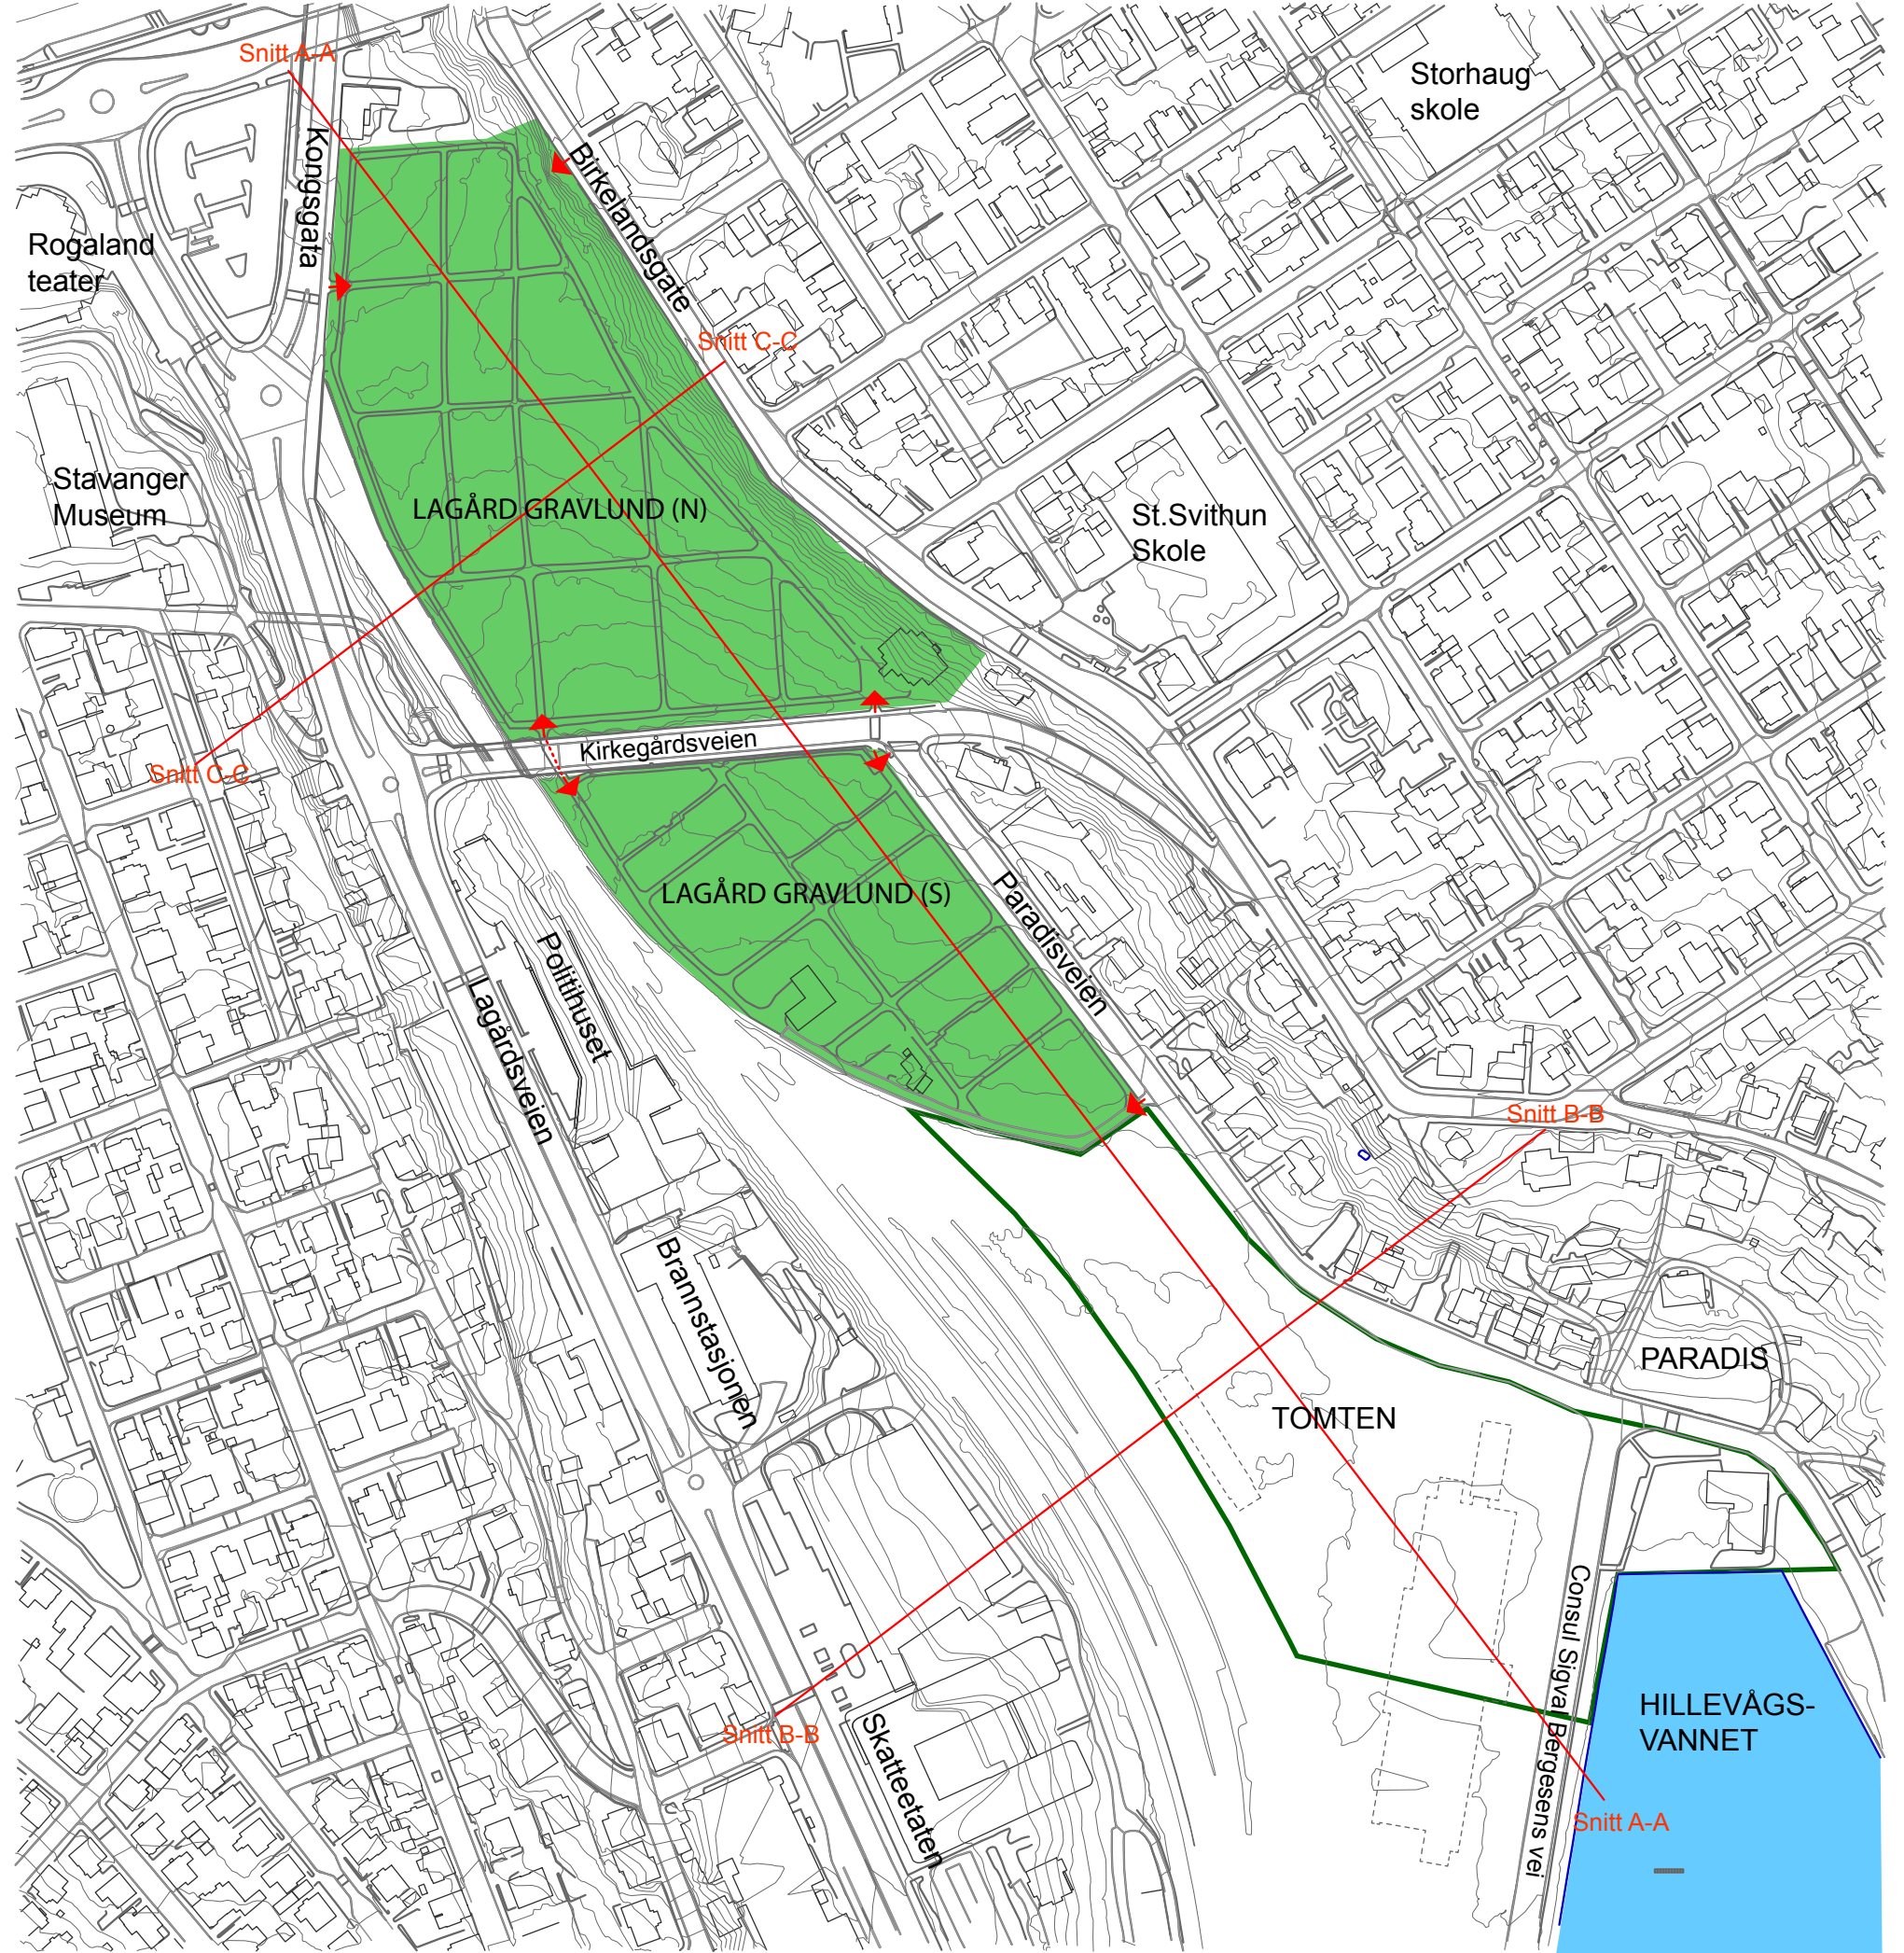 Snitt A-A
Storhaug
skole
Kongsgata
Birkelandsgate
Rogaland
teater
Snitt C-C
Stavanger
Museum
LAGÅRD GRAVLUND (N)
St.Svithun
Skole
Kirkegårdsveien
Snitt C-C
LAGÅRD GRAVLUND (S)
Paradisveien
Politihuset
Lagårdsveien
Snitt B-B
Brannstasjonen
PARADIS
TOMTEN
Consul Sigval Bergesens vei
HILLEVÅGS-
VANNET
Snitt B-B
Skatteetaten
Snitt A-A